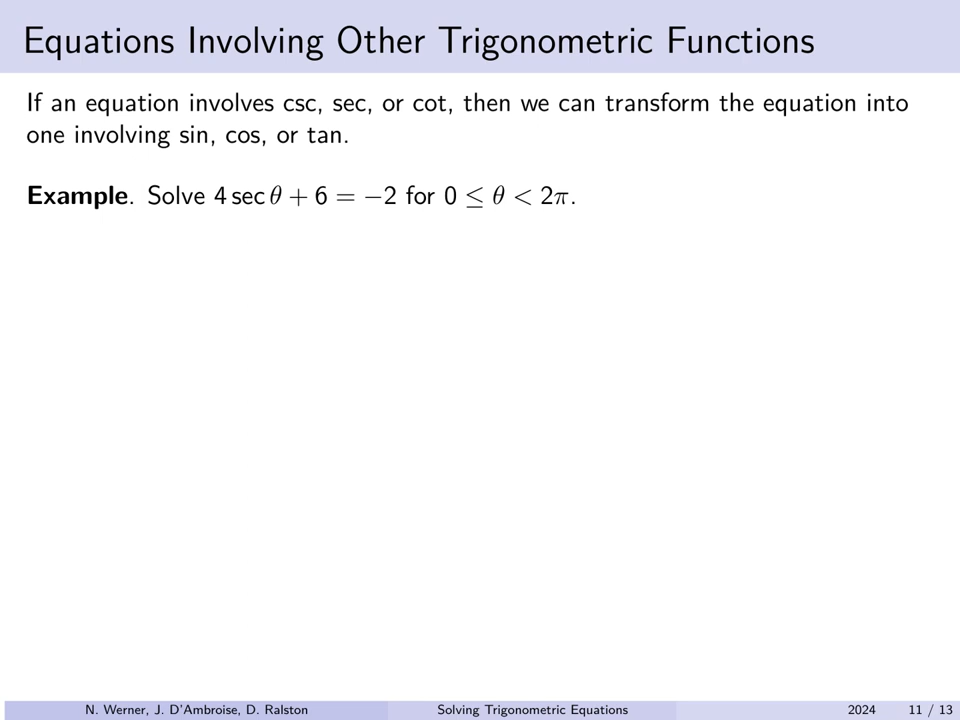 Equations Involving Other Trigonometric Functions
If an equation involves csc, sec, or cot, then we can transform the equation into
one involving sin, cos, or tan.
Example. Solve 4 sec θ + 6 = −2 for 0 ≤ θ < 2π.
N. Werner, J. D'Ambroise, D. Ralston
Solving Trigonometric Equations
2024
11 / 13